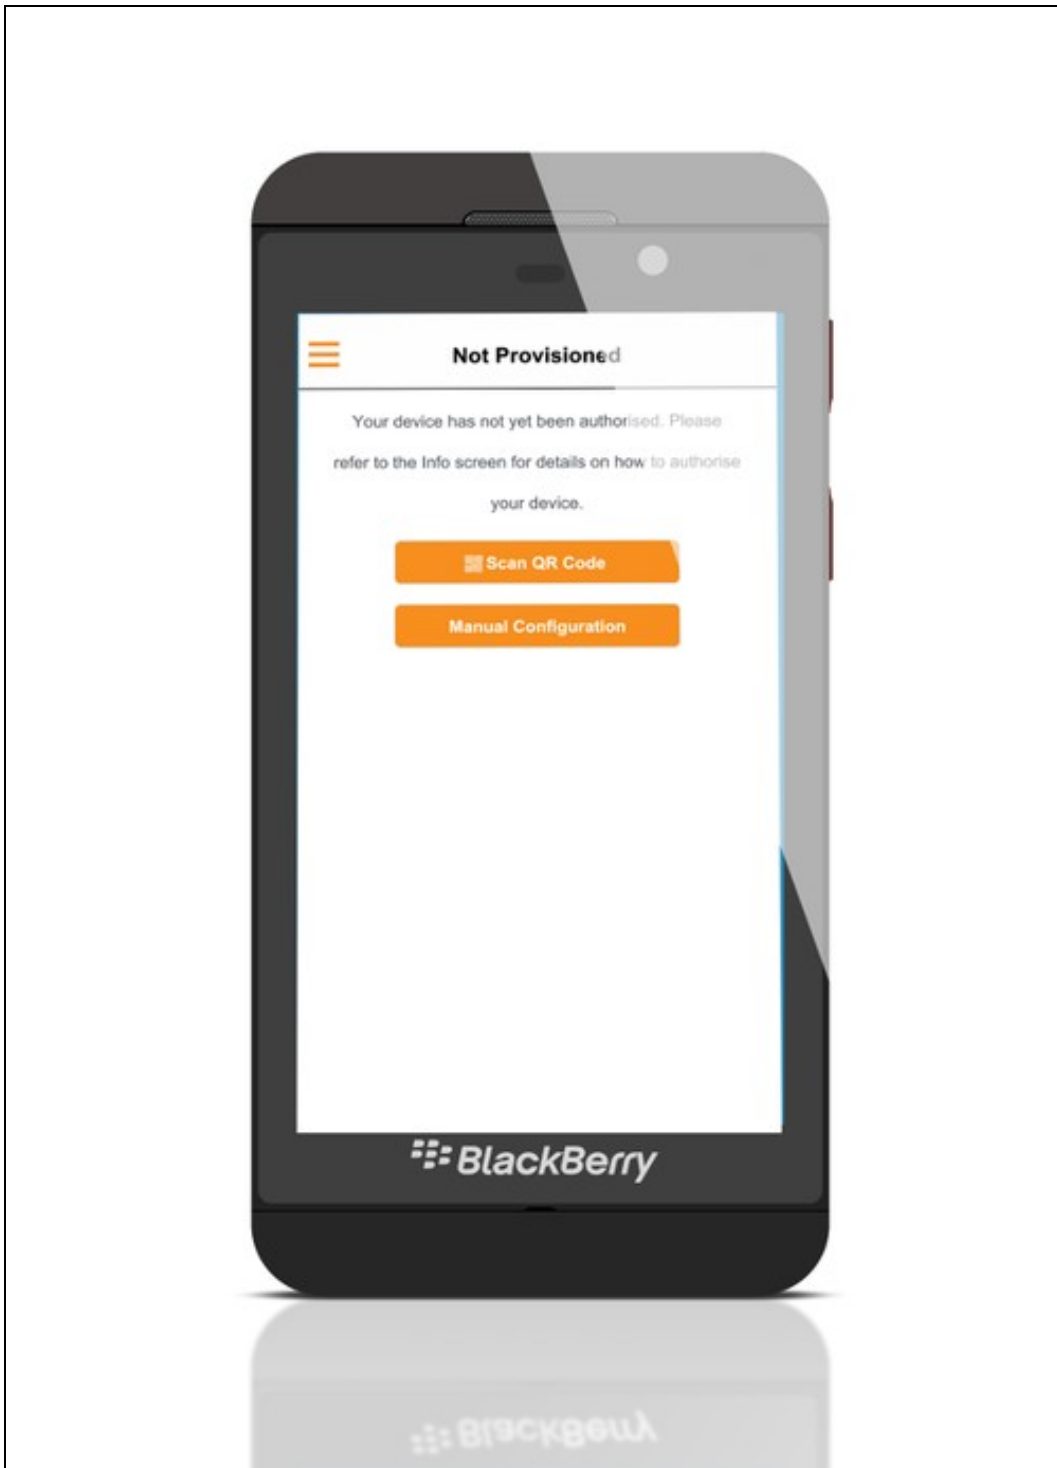 Not Provisioned
Your device has not yet been authorised. Please
refer to the Info screen for details on how to authorise
your device.
Scan QR Code
Manual Configuration
BlackBerry
BlackBerry